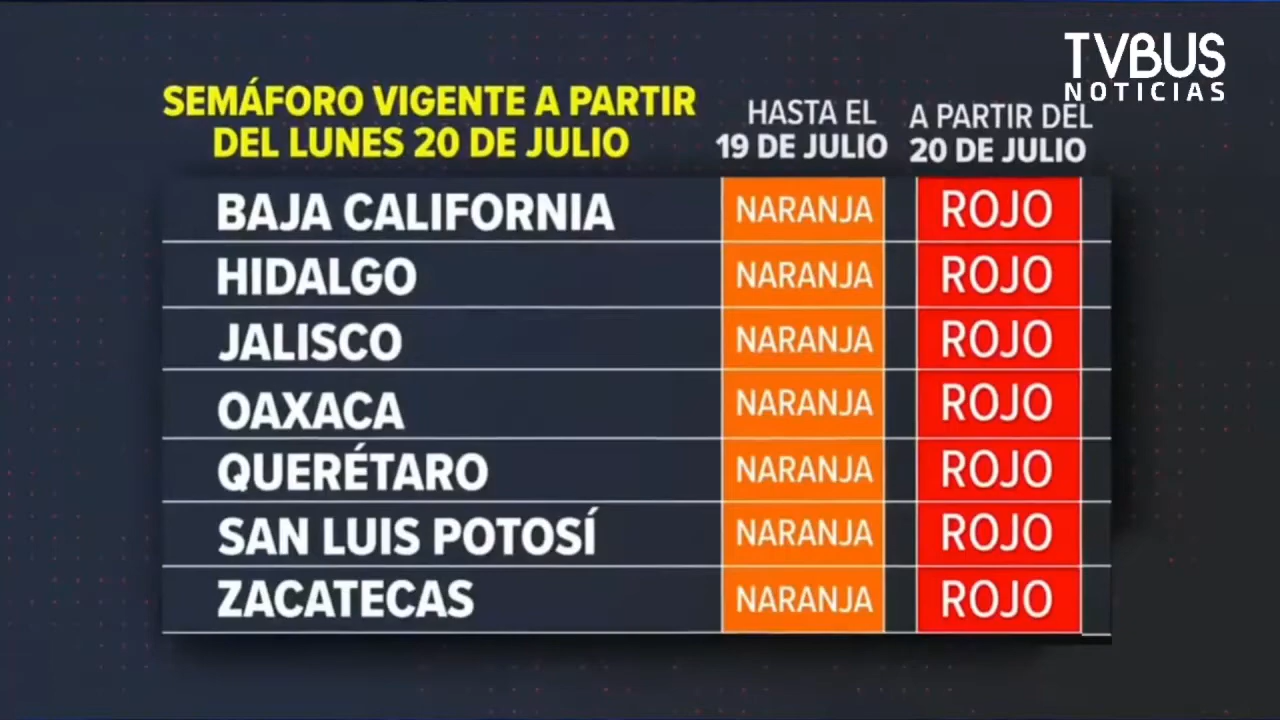 TVBUS
NOTICIAS
SEMÁFORO VIGENTE A PARTIR
DEL LUNES 20 DE JULIO
HASTA EL
19 DE JULIO
A PARTIR DEL
20 DE JULIO
BAJA CALIFORNIA NARANJA ROJO
HIDALGO NARANJA ROJO
JALISCO NARANJA ROJO
OAXACA NARANJA ROJO
QUERÉTARO NARANJA ROJO
SAN LUIS POTOSÍ NARANJA ROJO
ZACATECAS NARANJA ROJO